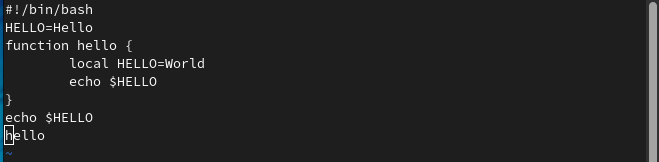 #!/bin/bash
HELLO=Hello
function hello {
        local HELLO=World
        echo $HELLO
}
echo $HELLO
hello
~